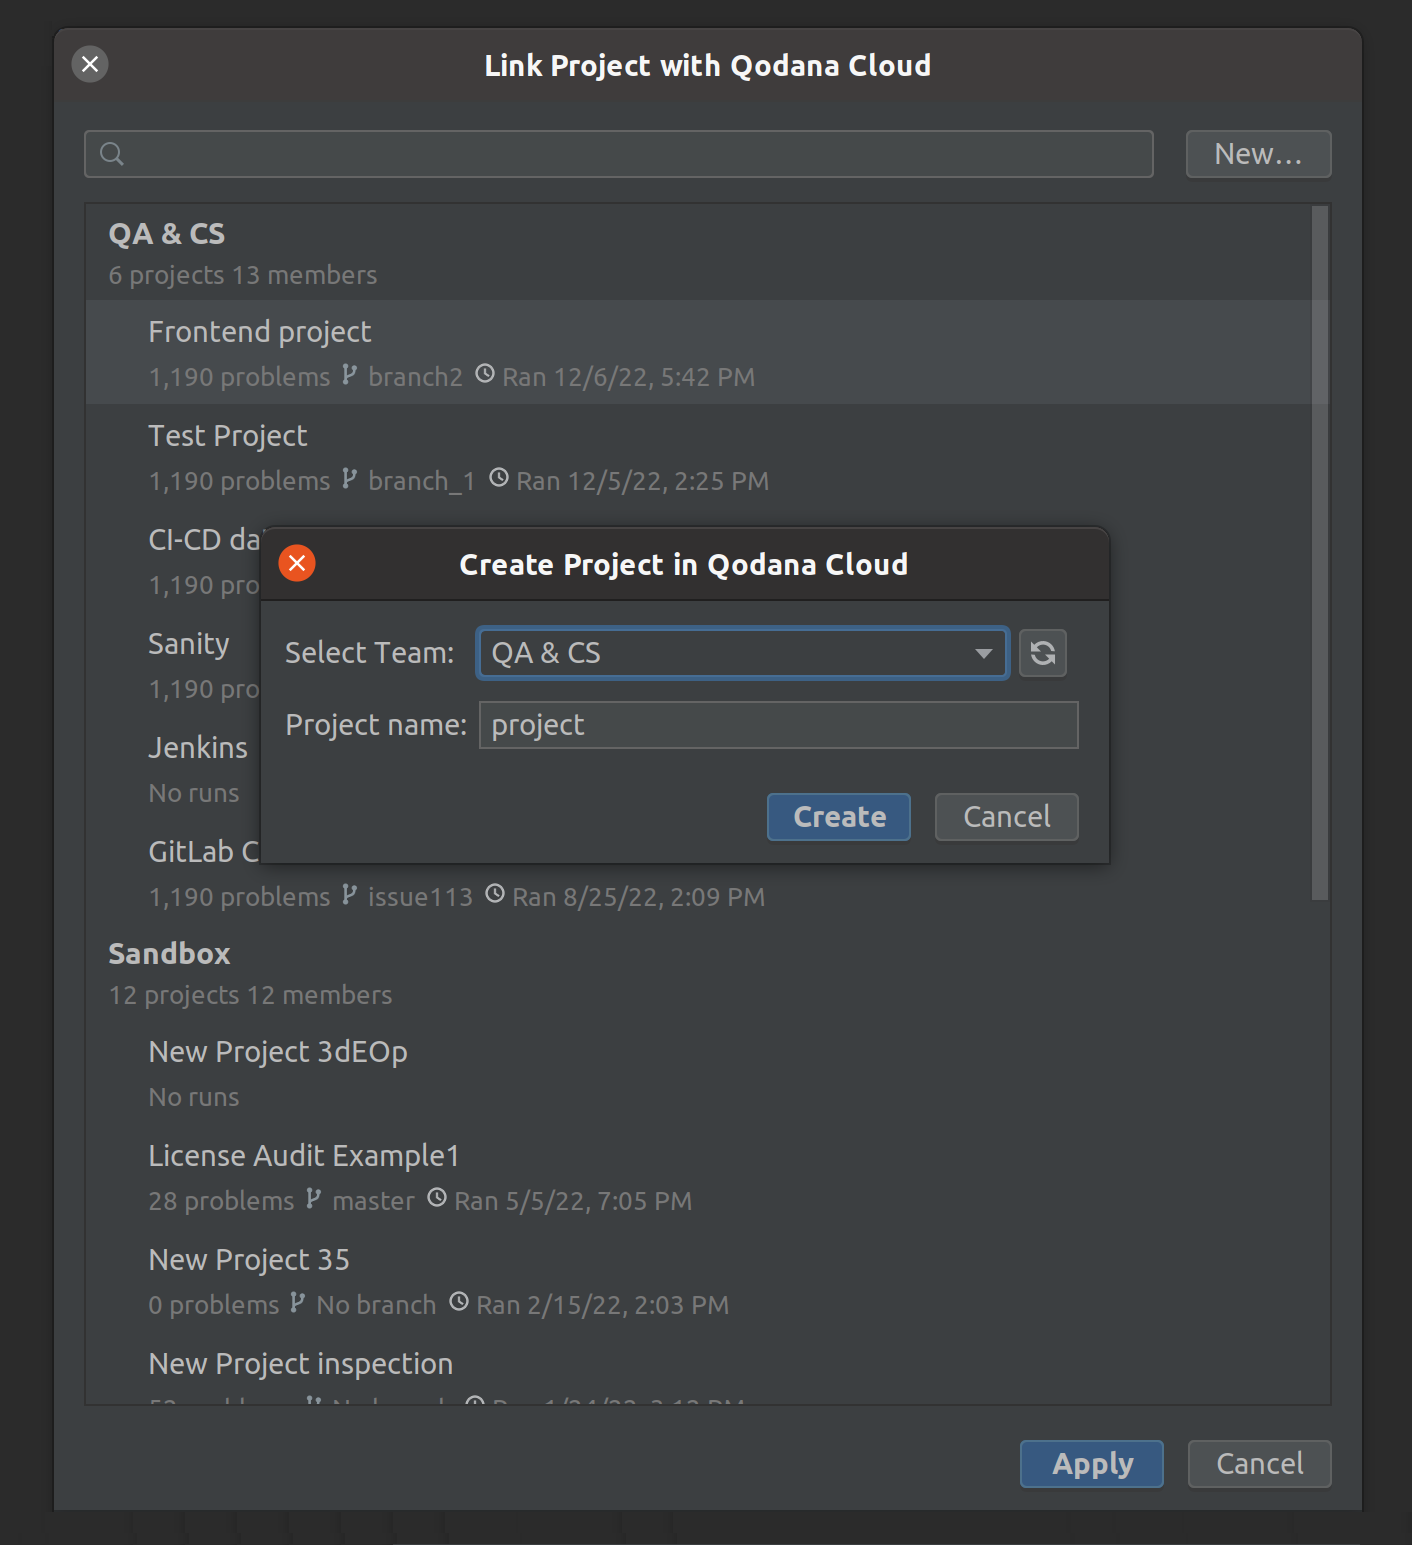 Link Project with Qodana Cloud
New...
QA & CS
6 projects 13 members
Frontend project
1,190 problems branch2 Ran 12/6/22, 5:42 PM
Test Project
1,190 problems branch_1 Ran 12/5/22, 2:25 PM
CI-CD da
1,190 pro
Sanity
1,190 pro
Jenkins
No runs
GitLab C
1,190 problems issue113 Ran 8/25/22, 2:09 PM
Create Project in Qodana Cloud
Select Team: QA & CS
Project name: project
Create Cancel
Sandbox
12 projects 12 members
New Project 3dEOp
No runs
License Audit Example1
28 problems master Ran 5/5/22, 7:05 PM
New Project 35
0 problems No branch Ran 2/15/22, 2:03 PM
New Project inspection
Apply Cancel